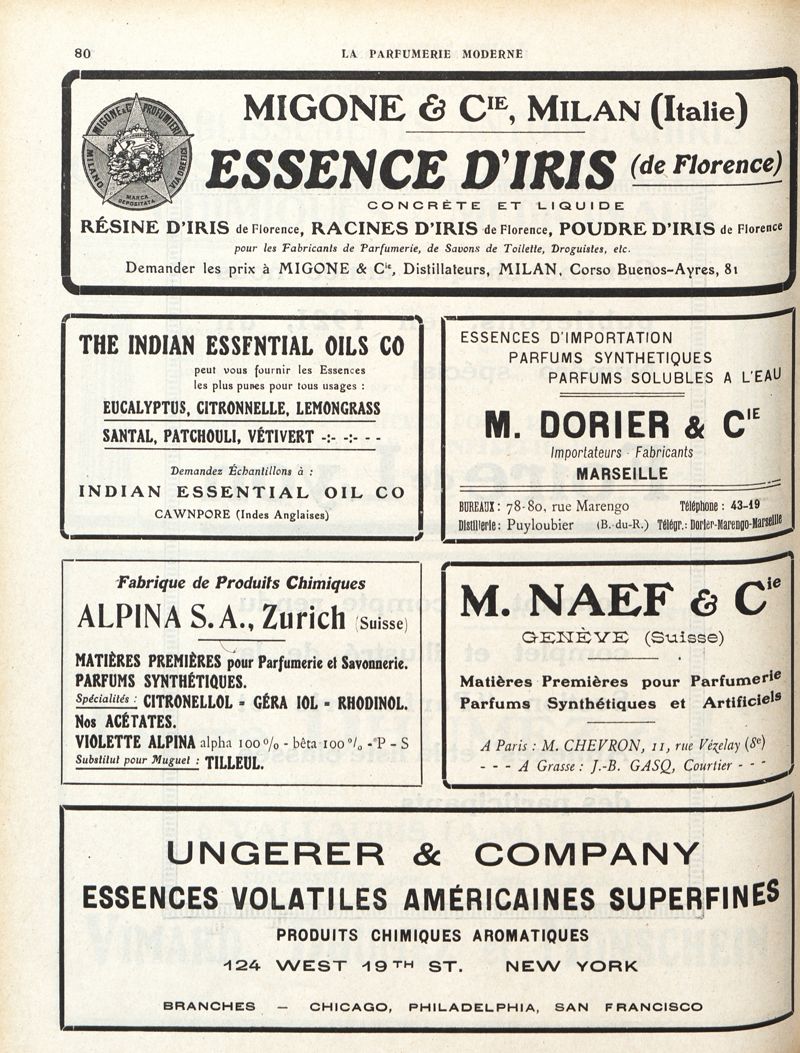 80
LA PARFUMERIE MODERNE
MIGONE & C. PROFUMIERI
MILANO
VIA OREFICI
MARCA
DEPOSITATA
MIGONE & CIE, MILAN (Italie)
ESSENCE D'IRIS (de Florence)
CONCRÈTE ET LIQUIDE
RÉSINE D'IRIS de Florence, RACINES D'IRIS de Florence, POUDRE D'IRIS de Florence
pour les Fabricants de Parfumerie, de Savons de Toilette, Droguistes, etc.
Demander les prix à MIGONE & Cie, Distillateurs, MILAN, Corso Buenos-Ayres, 81
THE INDIAN ESSFNTIAL OILS CO
peut vous fournir les Essences
les plus pures pour tous usages :
EUCALYPTUS, CITRONNELLE, LEMONGRASS
SANTAL, PATCHOULI, VÉTIVERT -:- -:- - -
Demandez Échantillons à :
INDIAN ESSENTIAL OIL CO
CAWNPORE (Indes Anglaises)
ESSENCES D'IMPORTATION
PARFUMS SYNTHETIQUES
PARFUMS SOLUBLES A L'EAU
M. DORIER & CIE
Importateurs - Fabricants
MARSEILLE
BUREAUX : 78-80, rue Marengo Téléphone : 43-19
Distillerie : Puyloubier (B.-du-R.) Télégr.: Dorier-Marengo-Marseille
Fabrique de Produits Chimiques
ALPINA S. A., Zurich (Suisse)
MATIÈRES PREMIÈRES pour Parfumerie et Savonnerie.
PARFUMS SYNTHÉTIQUES.
Spécialités : CITRONELLOL - GÉRA IOL - RHODINOL.
Nos ACÉTATES.
VIOLETTE ALPINA alpha 100 % - bêta 100 % - P - S
Substitut pour Muguet : TILLEUL.
M. NAEF & Cie
GENÈVE (Suisse)
Matières Premières pour Parfumerie
Parfums Synthétiques et Artificiels
A Paris : M. CHEVRON, 11, rue Vézelay (8e)
- - - A Grasse : J.-B. GASQ, Courtier - - -
UNGERER & COMPANY
ESSENCES VOLATILES AMÉRICAINES SUPERFINES
PRODUITS CHIMIQUES AROMATIQUES
124 WEST 19TH ST. NEW YORK
BRANCHES — CHICAGO, PHILADELPHIA, SAN FRANCISCO